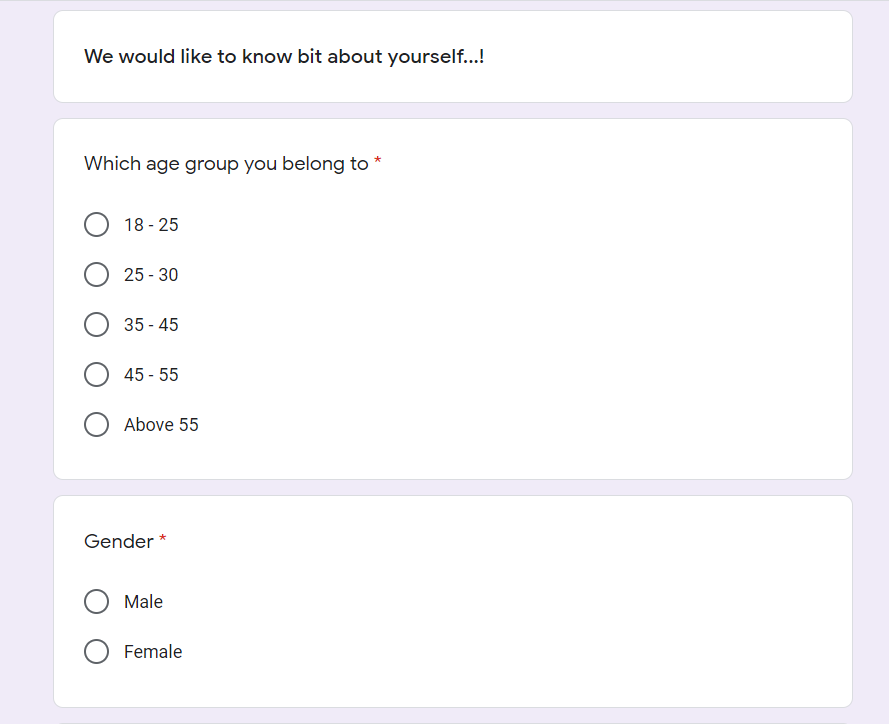 We would like to know bit about yourself...!
Which age group you belong to *
18 - 25
25 - 30
35 - 45
45 - 55
Above 55
Gender *
Male
Female